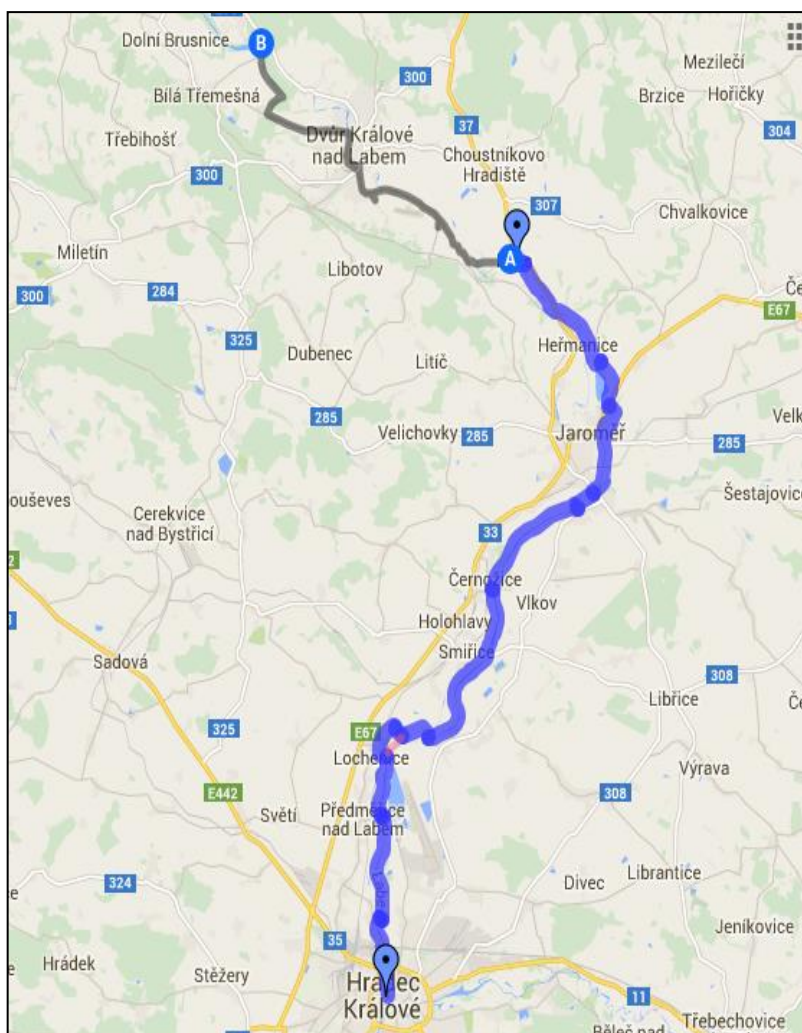 Dolní Brusnice
B
Mezilečí
300
Hořičky
Bílá Třemešná
Brzice
37
304
Třebihošť
Dvůr Králové
nad Labem
Choustníkovo
Hradiště
300
307
Chvalkovice
Miletín
A
Libotov
300
284
E67
325
Heřmanice
Dubenec
Litíč
285
Velichovky
285
Jaroměř
285
Šestajovice
Cerekvice
nad Bystřicí
33
Černožice
Vlkov
Holohlavy
Smiřice
Sadová
308
Libřice
325
E67
Lochenice
Výrava
E442
308
Světí
Předměřice
nad Labem
Librantice
324
Divec
Jeníkovice
35
Hrádek
Stěžery
Hradec
Králové
11
Třebechovice
Běleč nad